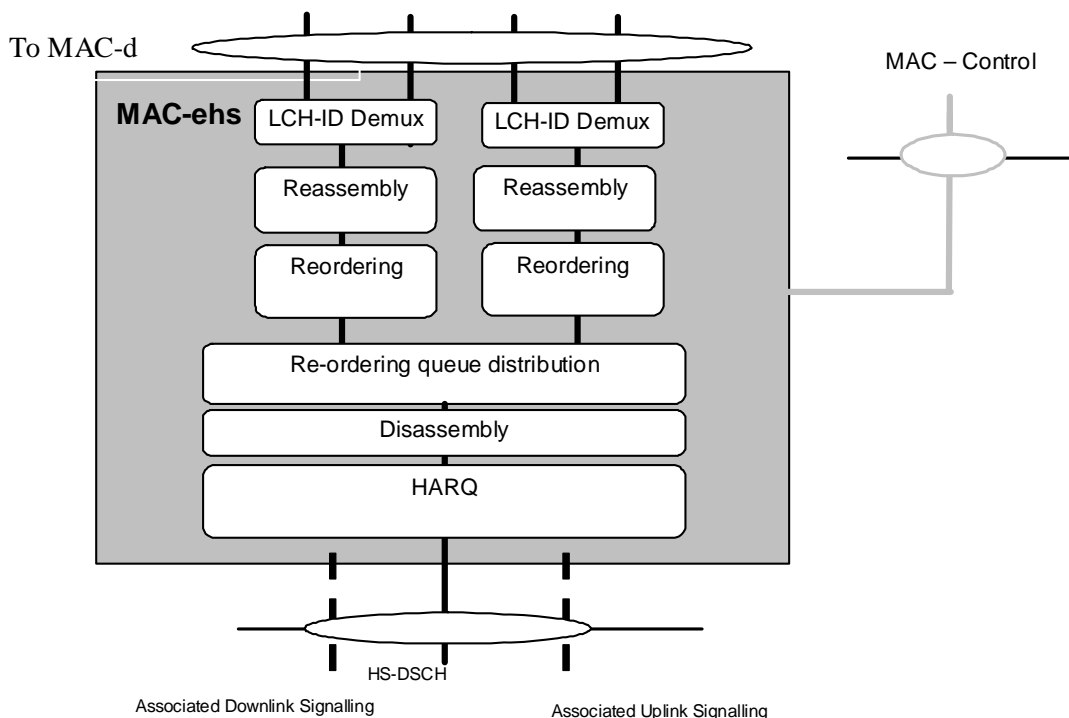 To MAC-d
MAC – Control
MAC-ehs
LCH-ID Demux
LCH-ID Demux
Reassembly
Reassembly
Reordering
Reordering
Re-ordering queue distribution
Disassembly
HARQ
HS-DSCH
Associated Downlink Signalling
Associated Uplink Signalling